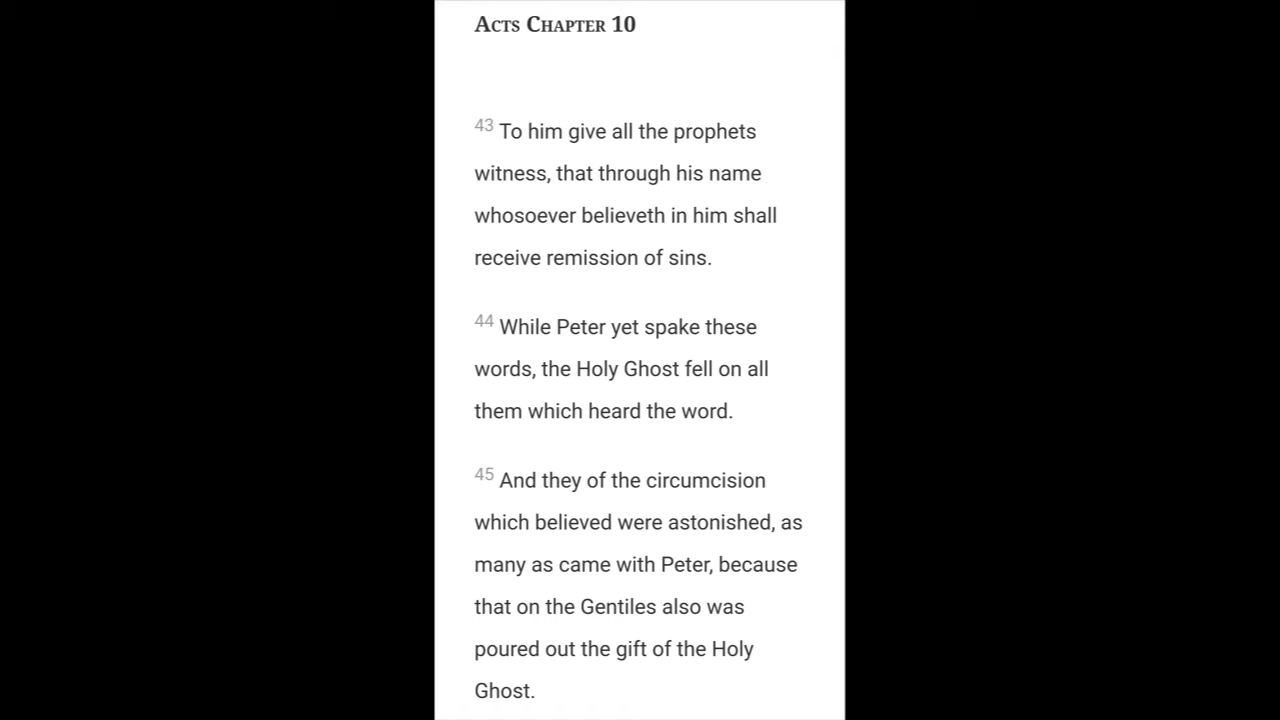 Acts Chapter 10
43 To him give all the prophets
witness, that through his name
whosoever believeth in him shall
receive remission of sins.
44 While Peter yet spake these
words, the Holy Ghost fell on all
them which heard the word.
45 And they of the circumcision
which believed were astonished, as
many as came with Peter, because
that on the Gentiles also was
poured out the gift of the Holy
Ghost.